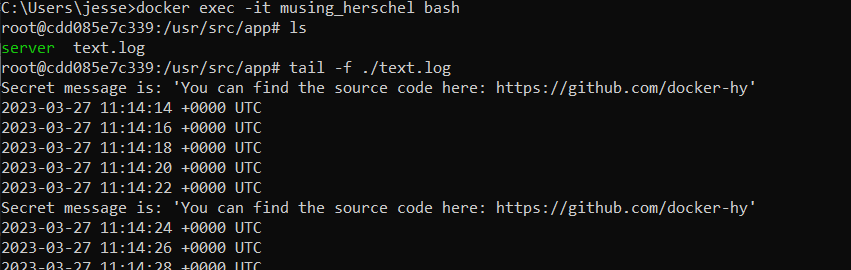 C:\Users\jesse>docker exec -it musing_herschel bash
root@cdd085e7c339:/usr/src/app# ls
server  text.log
root@cdd085e7c339:/usr/src/app# tail -f ./text.log
Secret message is: 'You can find the source code here: https://github.com/docker-hy'
2023-03-27 11:14:14 +0000 UTC
2023-03-27 11:14:16 +0000 UTC
2023-03-27 11:14:18 +0000 UTC
2023-03-27 11:14:20 +0000 UTC
2023-03-27 11:14:22 +0000 UTC
Secret message is: 'You can find the source code here: https://github.com/docker-hy'
2023-03-27 11:14:24 +0000 UTC
2023-03-27 11:14:26 +0000 UTC
2023-03-27 11:14:28 +0000 UTC